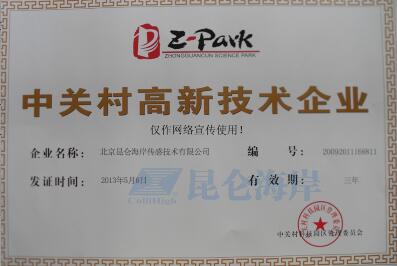 Z-PARK
ZHONGGUANCUN SCIENCE PARK
中关村高新技术企业
仅作网络宣传使用！
企业名称: 北京昆仑海岸传感技术有限公司 编号: 20092011168811
发证时间: 2013年5月6日 有效期: 三年
昆仑海岸
ColliHigh
中关村科技园区管理委员会